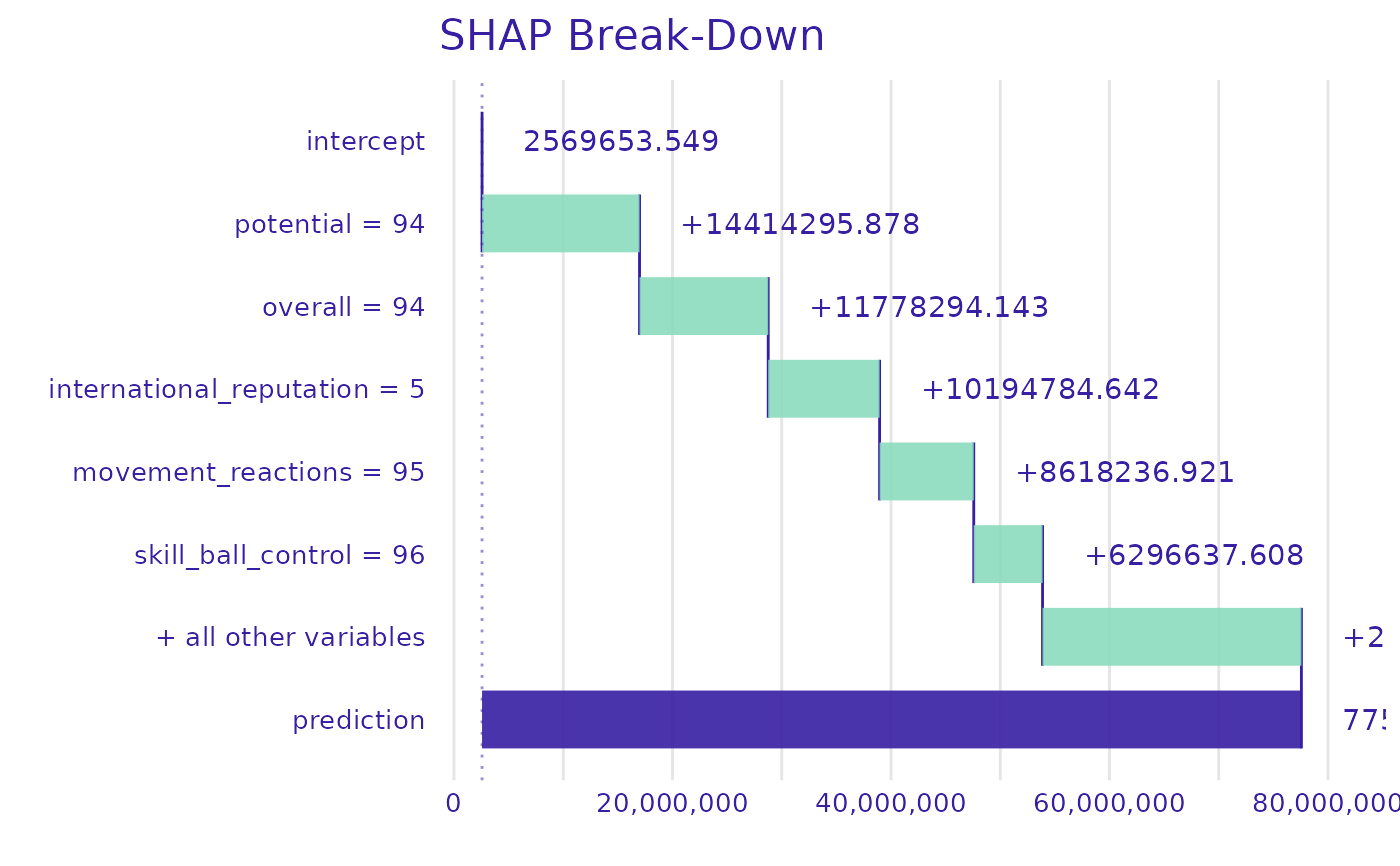 SHAP Break-Down
intercept 2569653.549
potential = 94 +14414295.878
overall = 94 +11778294.143
international_reputation = 5 +10194784.642
movement_reactions = 95 +8618236.921
skill_ball_control = 96 +6296637.608
+ all other variables +2
prediction 77
0 20,000,000 40,000,000 60,000,000 80,000,000